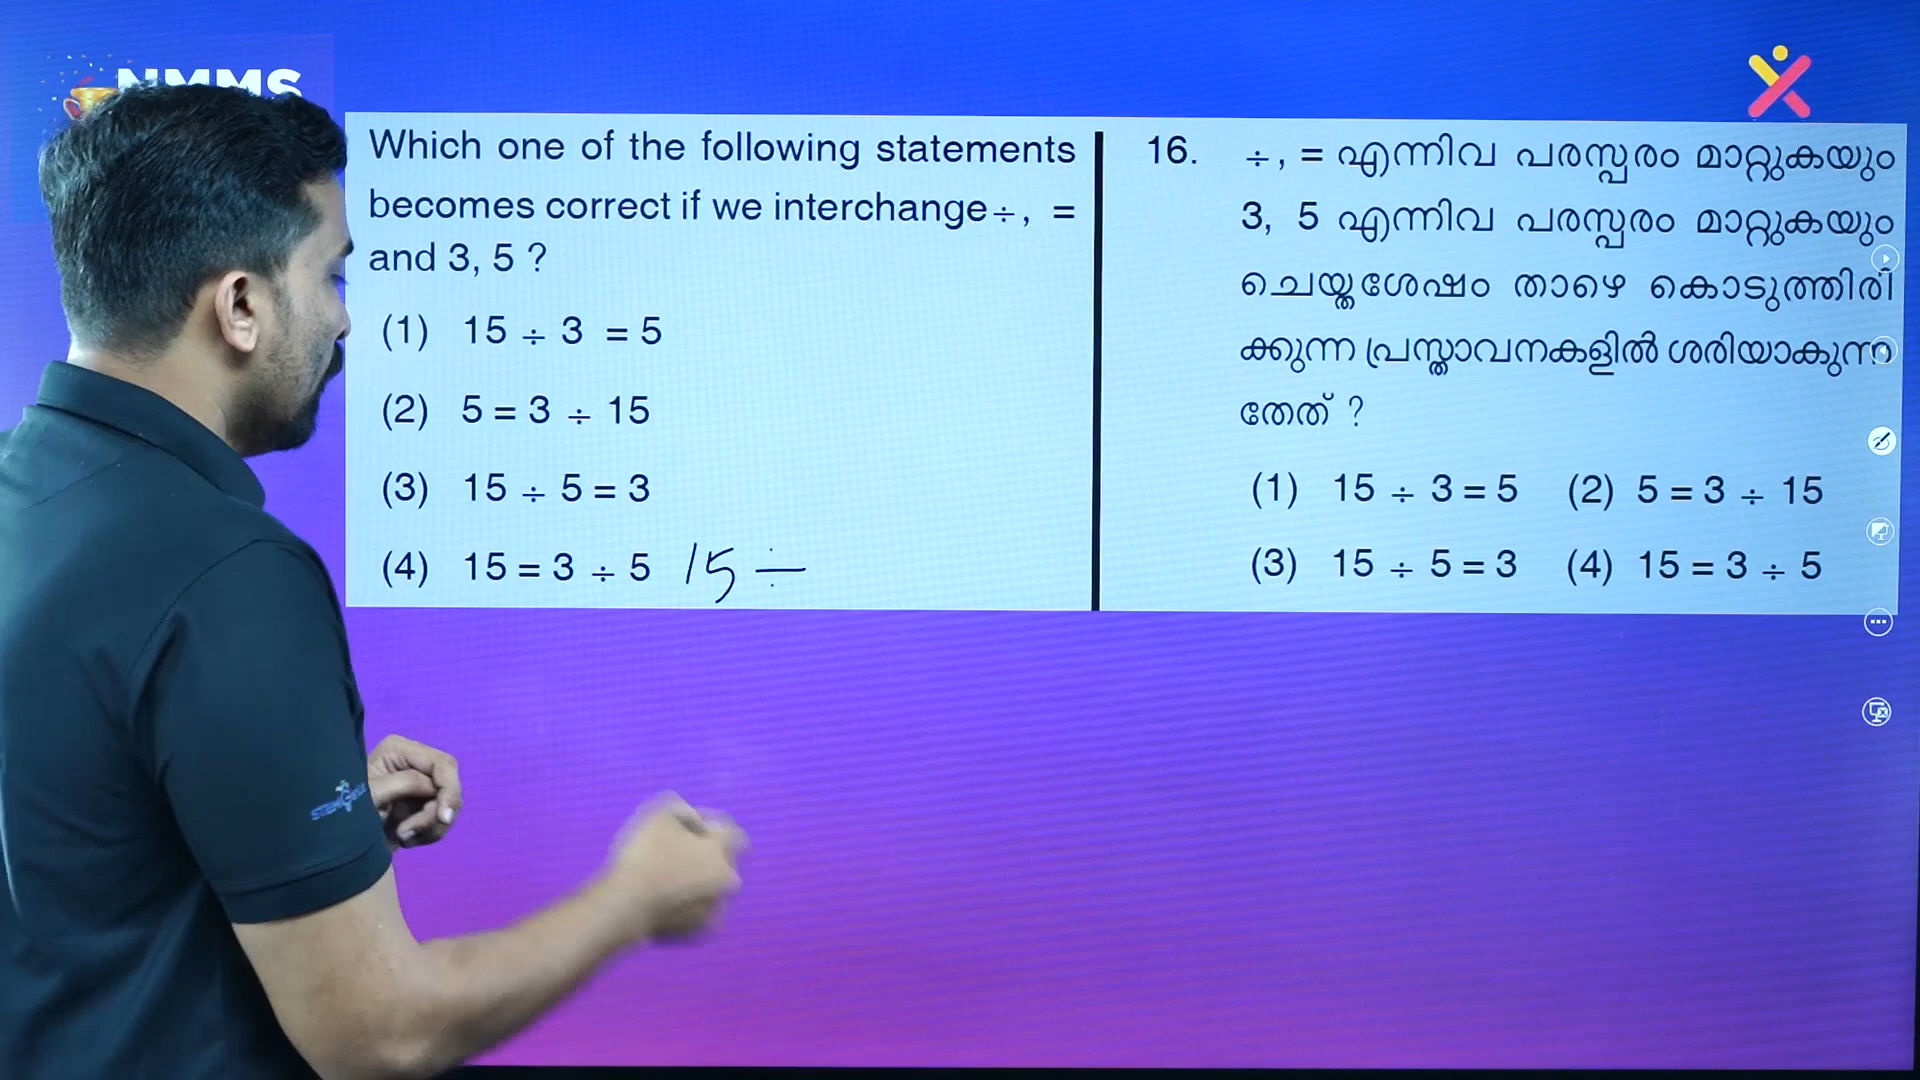 NMMS
Which one of the following statements
becomes correct if we interchange ÷, =
and 3, 5 ?
(1) 15 ÷ 3 = 5
(2) 5 = 3 ÷ 15
(3) 15 ÷ 5 = 3
(4) 15 = 3 ÷ 5 15 ÷
16. ÷, = എന്നിവ പരസ്പരം മാറ്റുകയും
3, 5 എന്നിവ പരസ്പരം മാറ്റുകയും
ചെയ്തശേഷം താഴെ കൊടുത്തിരി
ക്കുന്ന പ്രസ്താവനകളിൽ ശരിയാകുന്ന
തേത് ?
(1) 15 ÷ 3 = 5 (2) 5 = 3 ÷ 15
(3) 15 ÷ 5 = 3 (4) 15 = 3 ÷ 5